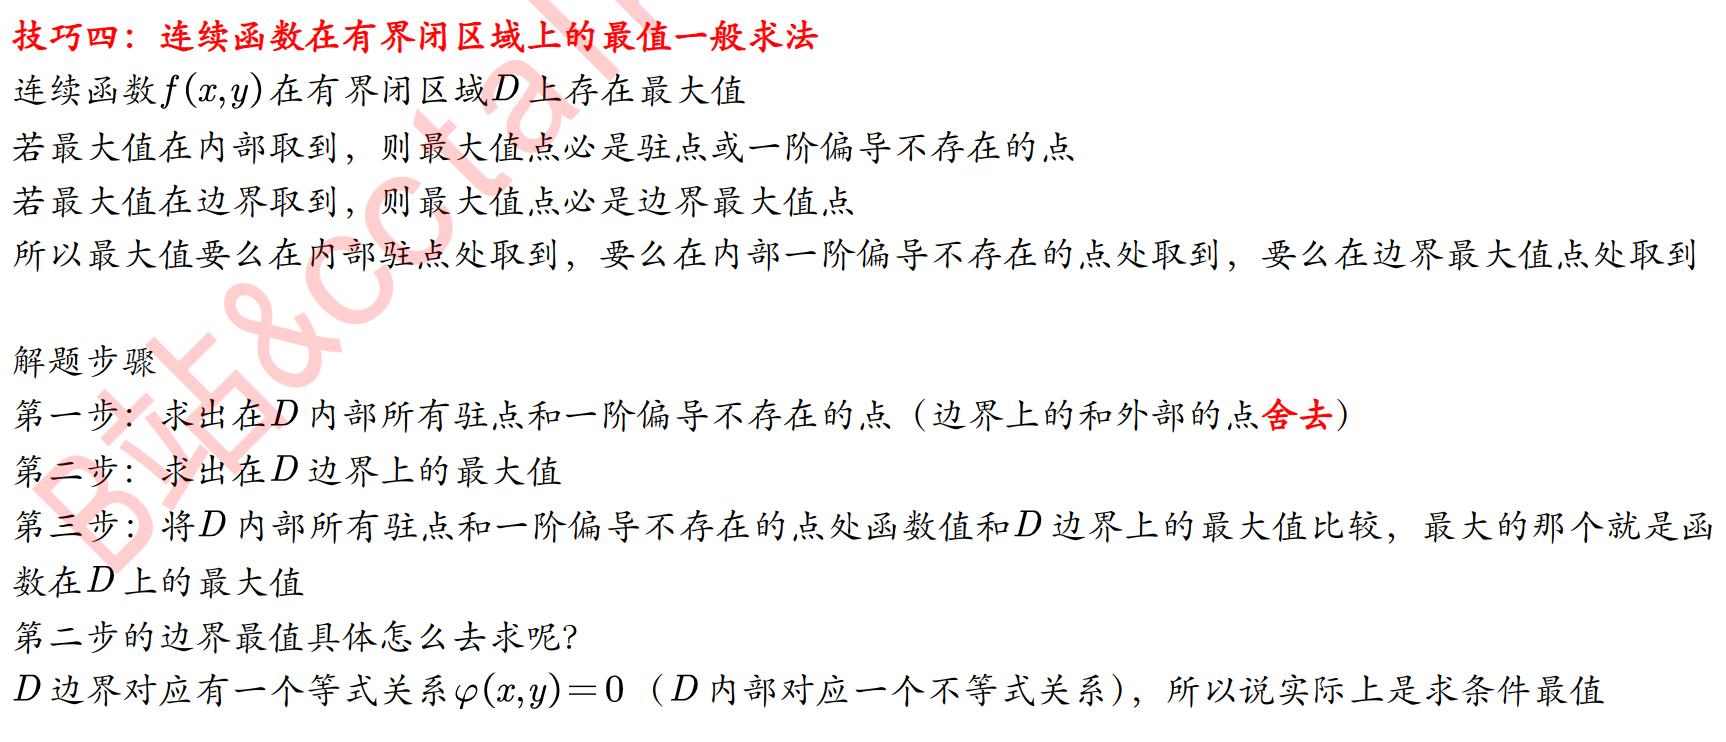 技巧四：连续函数在有界闭区域上的最值一般求法
连续函数f(x,y)在有界闭区域D上存在最大值
若最大值在内部取到，则最大值点必是驻点或一阶偏导不存在的点
若最大值在边界取到，则最大值点必是边界最大值点
所以最大值要么在内部驻点处取到，要么在内部一阶偏导不存在的点处取到，要么在边界最大值点处取到
解题步骤
第一步：求出在D内部所有驻点和一阶偏导不存在的点（边界上的和外部的点舍去）
第二步：求出在D边界上的最大值
第三步：将D内部所有驻点和一阶偏导不存在的点处函数值和D边界上的最大值比较，最大的那个就是函
数在D上的最大值
第二步的边界最值具体怎么去求呢？
D边界对应有一个等式关系φ(x,y)=0（D内部对应一个不等式关系），所以说实际上是求条件最值
B站&cctal